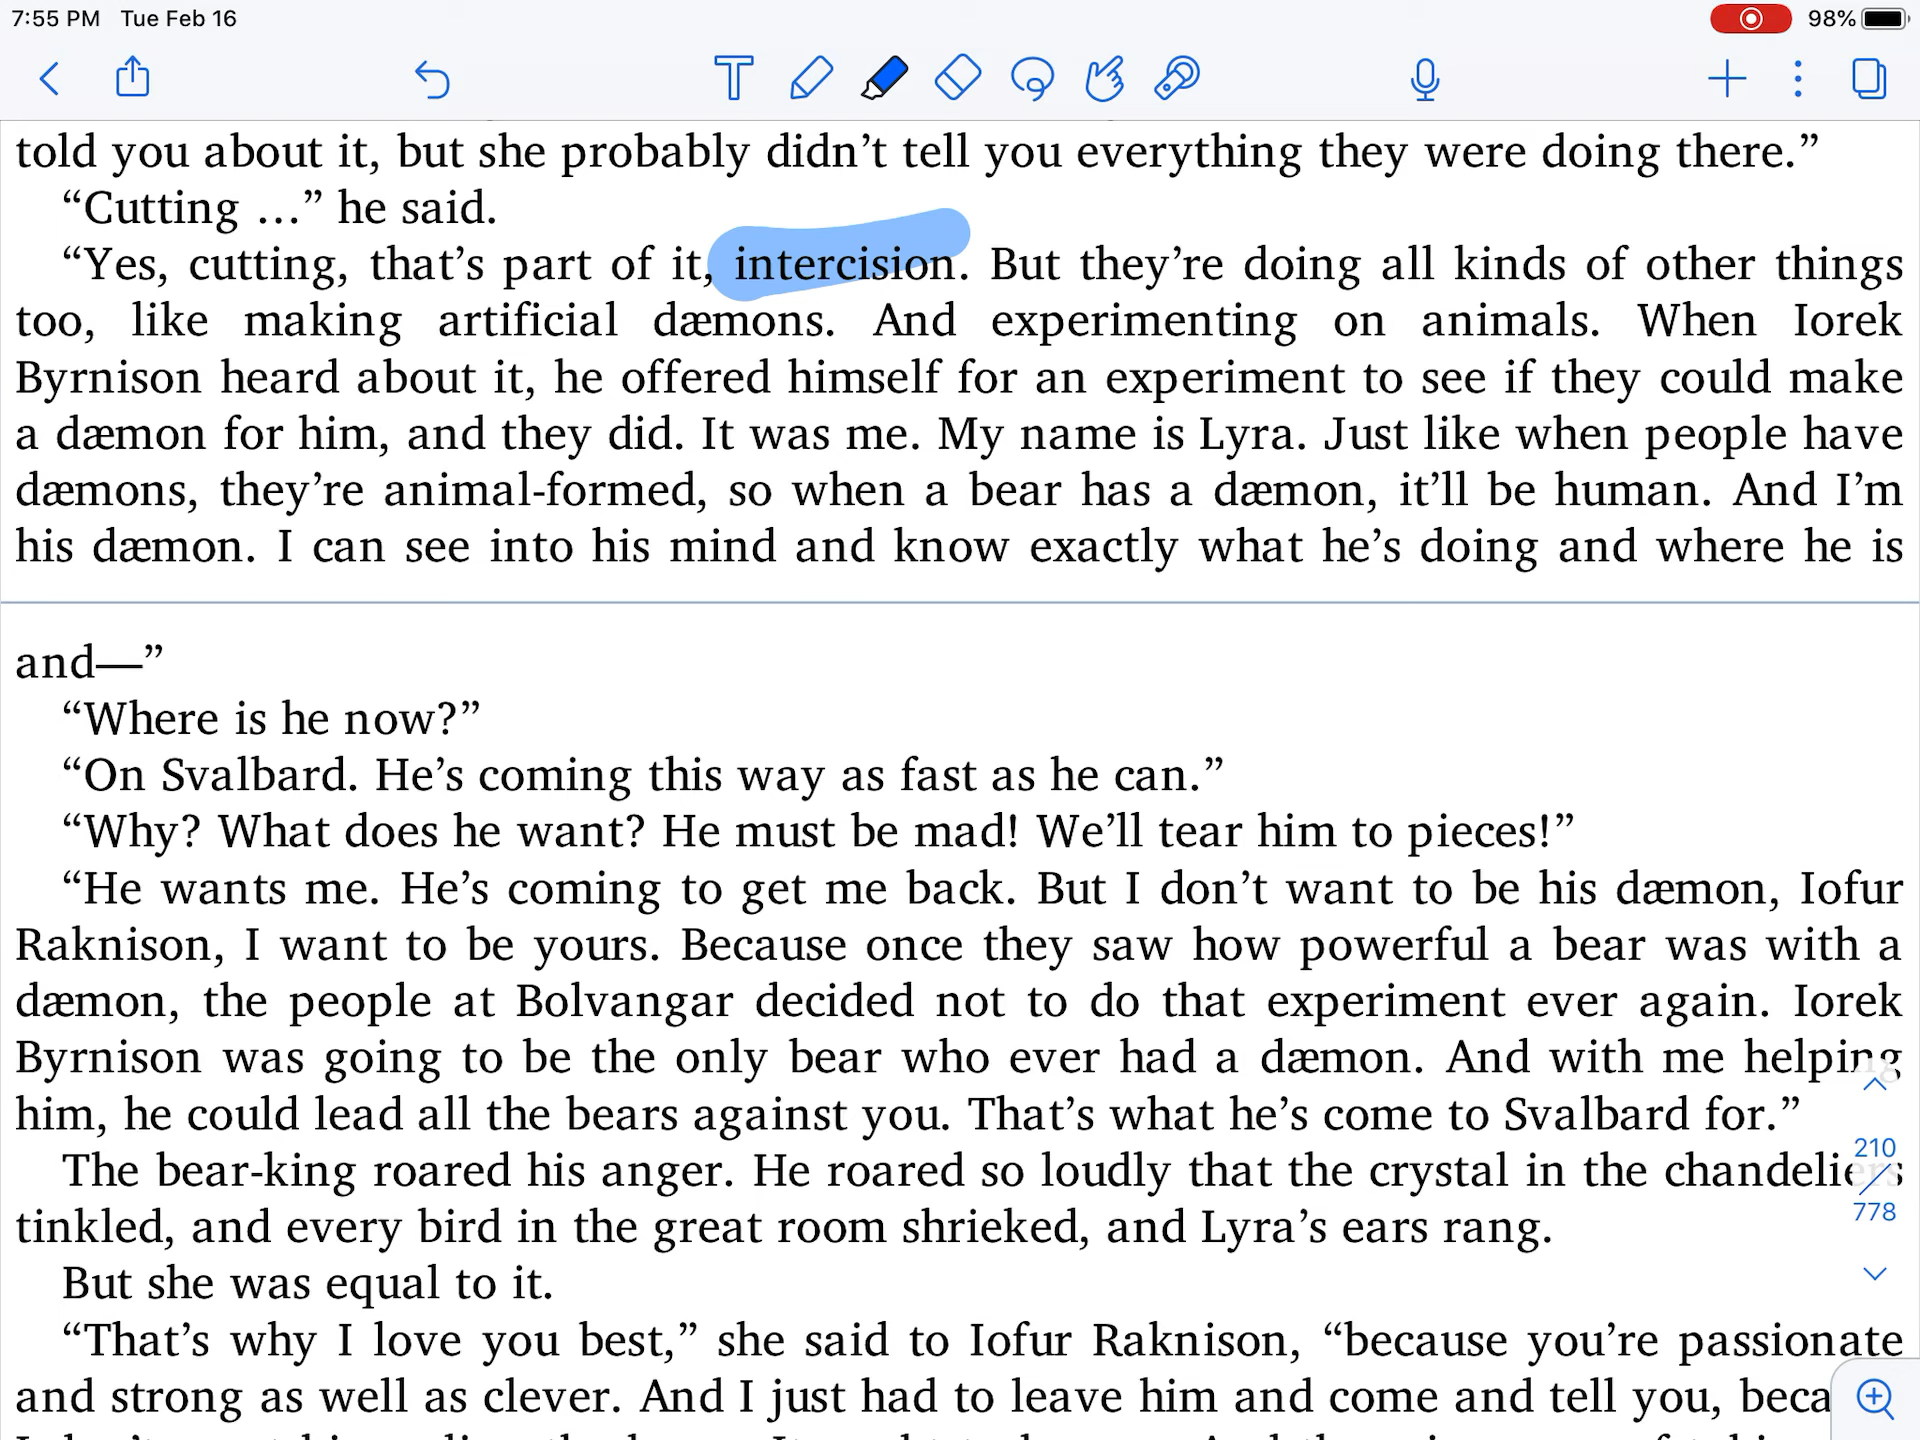 7:55 PM Tue Feb 16
98%
told you about it, but she probably didn’t tell you everything they were doing there.”
“Cutting …” he said.
“Yes, cutting, that’s part of it, intercision. But they’re doing all kinds of other things
too, like making artificial dæmons. And experimenting on animals. When Iorek
Byrnison heard about it, he offered himself for an experiment to see if they could make
a dæmon for him, and they did. It was me. My name is Lyra. Just like when people have
dæmons, they’re animal-formed, so when a bear has a dæmon, it’ll be human. And I’m
his dæmon. I can see into his mind and know exactly what he’s doing and where he is
and—”
“Where is he now?”
“On Svalbard. He’s coming this way as fast as he can.”
“Why? What does he want? He must be mad! We’ll tear him to pieces!”
“He wants me. He’s coming to get me back. But I don’t want to be his dæmon, Iofur
Raknison, I want to be yours. Because once they saw how powerful a bear was with a
dæmon, the people at Bolvangar decided not to do that experiment ever again. Iorek
Byrnison was going to be the only bear who ever had a dæmon. And with me helping
him, he could lead all the bears against you. That’s what he’s come to Svalbard for.”
The bear-king roared his anger. He roared so loudly that the crystal in the chandeliers
tinkled, and every bird in the great room shrieked, and Lyra’s ears rang.
But she was equal to it.
“That’s why I love you best,” she said to Iofur Raknison, “because you’re passionate
and strong as well as clever. And I just had to leave him and come and tell you, beca
210
778